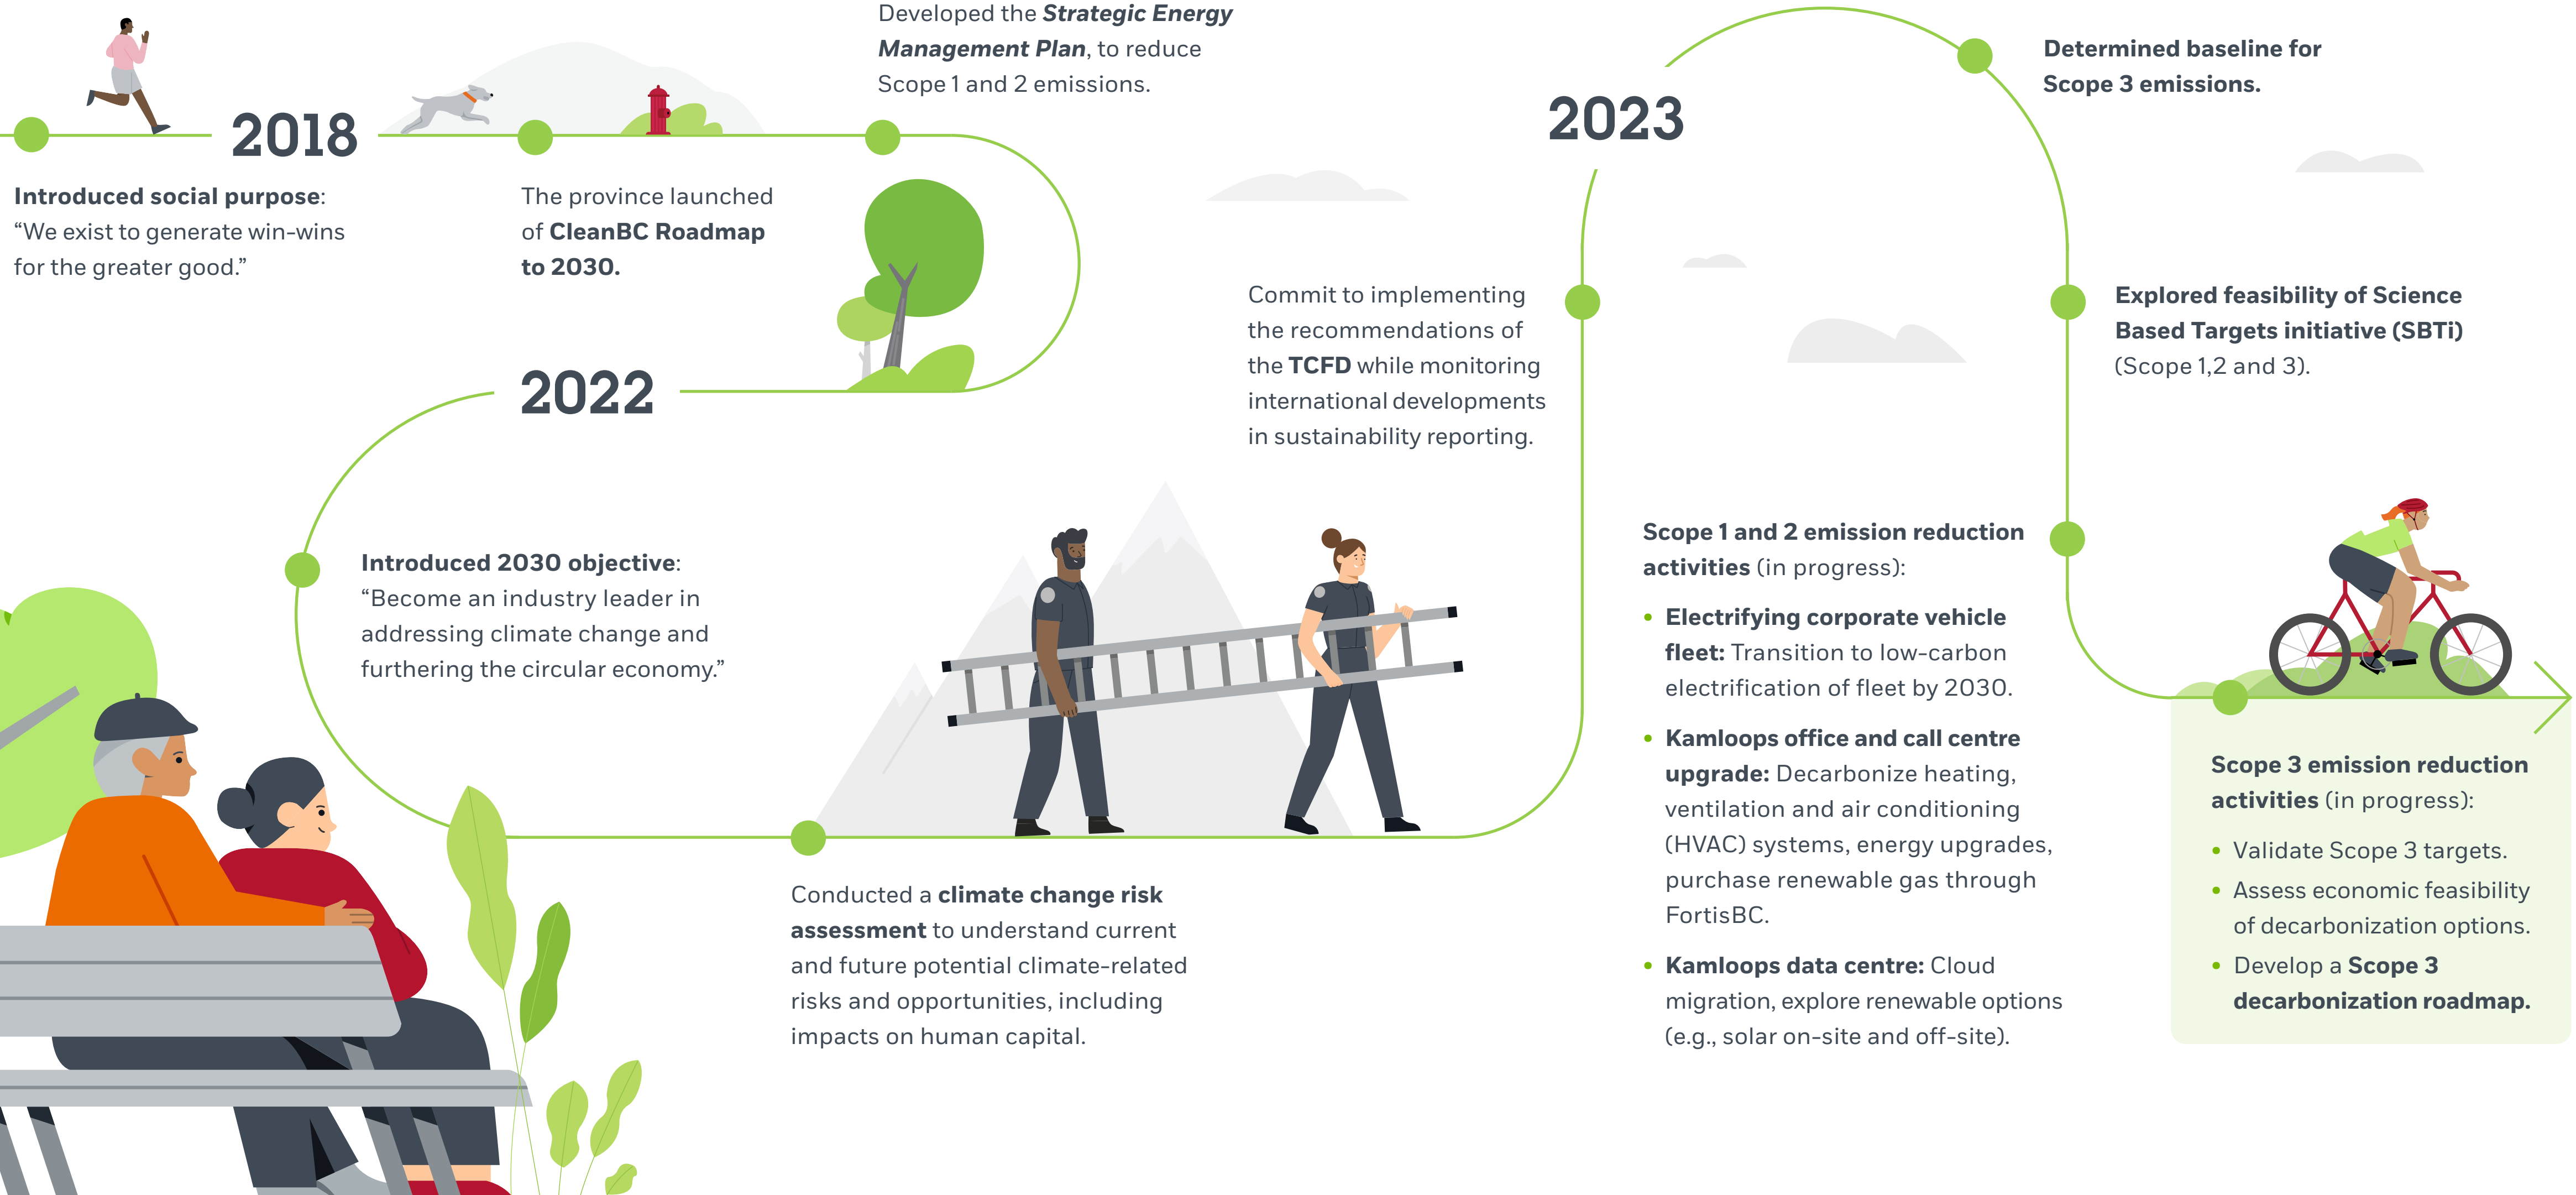 2018
Introduced social purpose:
“We exist to generate win-wins
for the greater good.”
The province launched
of CleanBC Roadmap
to 2030.
Developed the Strategic Energy
Management Plan, to reduce
Scope 1 and 2 emissions.
2022
Introduced 2030 objective:
“Become an industry leader in
addressing climate change and
furthering the circular economy.”
Conducted a climate change risk
assessment to understand current
and future potential climate-related
risks and opportunities, including
impacts on human capital.
Commit to implementing
the recommendations of
the TCFD while monitoring
international developments
in sustainability reporting.
2023
Determined baseline for
Scope 3 emissions.
Explored feasibility of Science
Based Targets initiative (SBTi)
(Scope 1,2 and 3).
Scope 1 and 2 emission reduction
activities (in progress):
• Electrifying corporate vehicle
fleet: Transition to low-carbon
electrification of fleet by 2030.
• Kamloops office and call centre
upgrade: Decarbonize heating,
ventilation and air conditioning
(HVAC) systems, energy upgrades,
purchase renewable gas through
FortisBC.
• Kamloops data centre: Cloud
migration, explore renewable options
(e.g., solar on-site and off-site).
Scope 3 emission reduction
activities (in progress):
• Validate Scope 3 targets.
• Assess economic feasibility
of decarbonization options.
• Develop a Scope 3
decarbonization roadmap.